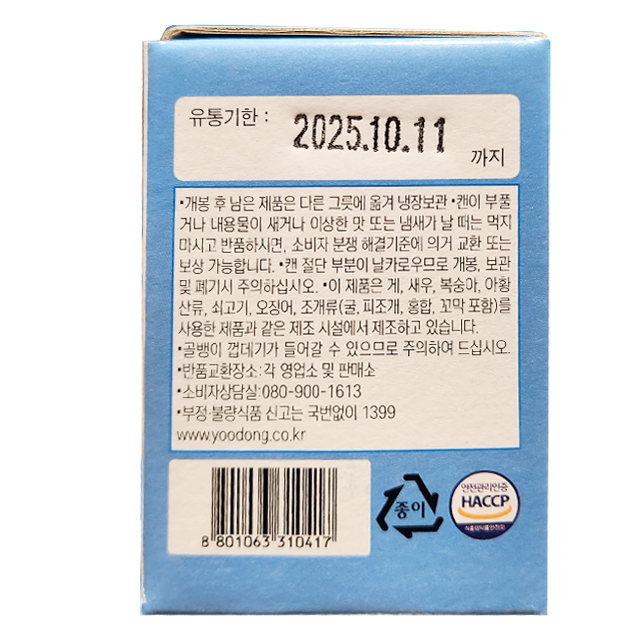 유통기한 :
2025.10.11
까지
•개봉 후 남은 제품은 다른 그릇에 옮겨 냉장보관 •캔이 부풀
거나 내용물이 새거나 이상한 맛 또는 냄새가 날 때는 먹지
마시고 반품하시면, 소비자 분쟁 해결기준에 의거 교환 또는
보상 가능합니다. •캔 절단 부분이 날카로우므로 개봉, 보관
및 폐기시 주의하십시오. •이 제품은 게, 새우, 복숭아, 아황
산류, 쇠고기, 오징어, 조개류(굴, 피조개, 홍합, 꼬막 포함)를
사용한 제품과 같은 제조 시설에서 제조하고 있습니다.
•골뱅이 껍데기가 들어갈 수 있으므로 주의하여 드십시오.
•반품교환장소:각 영업소 및 판매소
•소비자상담실:080-900-1613
•부정·불량식품 신고는 국번없이 1399
www.yoodong.co.kr
8 801063 310417
종이
안전관리인증
HACCP